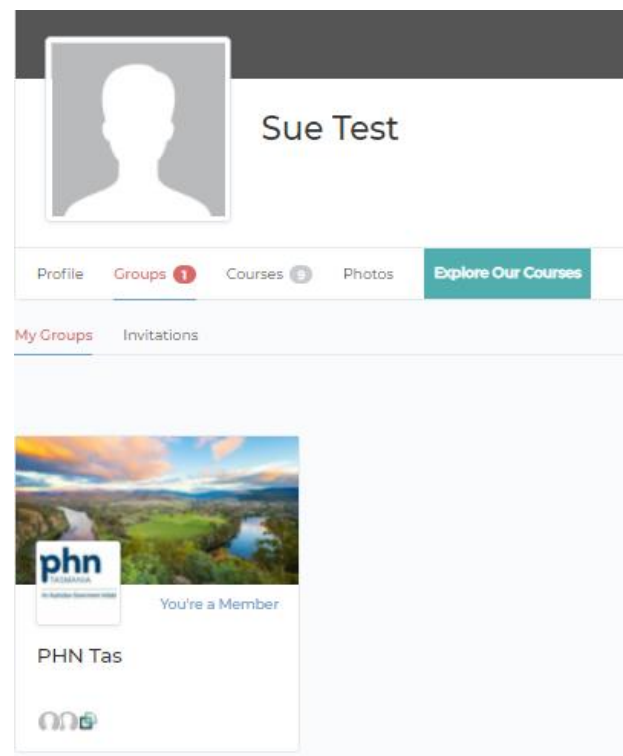 Sue Test
Profile Groups 1 Courses 9 Photos Explore Our Courses
My Groups Invitations
phn
TASMANIA
You're a Member
PHN Tas